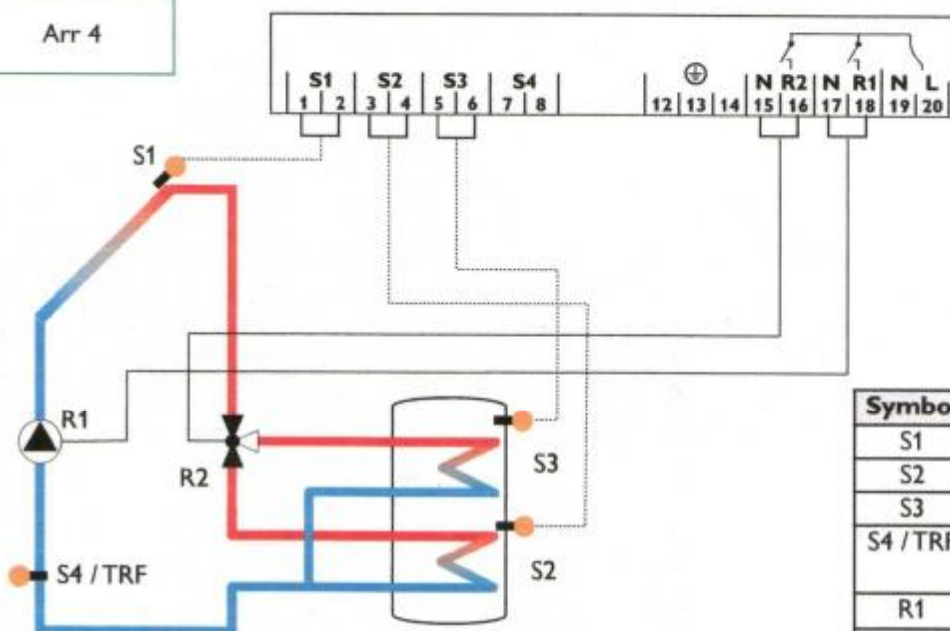 Arr 4
S1 S2 S3 S4 N R2 N R1 N L
1 2 3 4 5 6 7 8 12 13 14 15 16 17 18 19 20
S1
R1
R2
S3
S2
S4 / TRF
Symbo
S1
S2
S3
S4 / TRF
R1